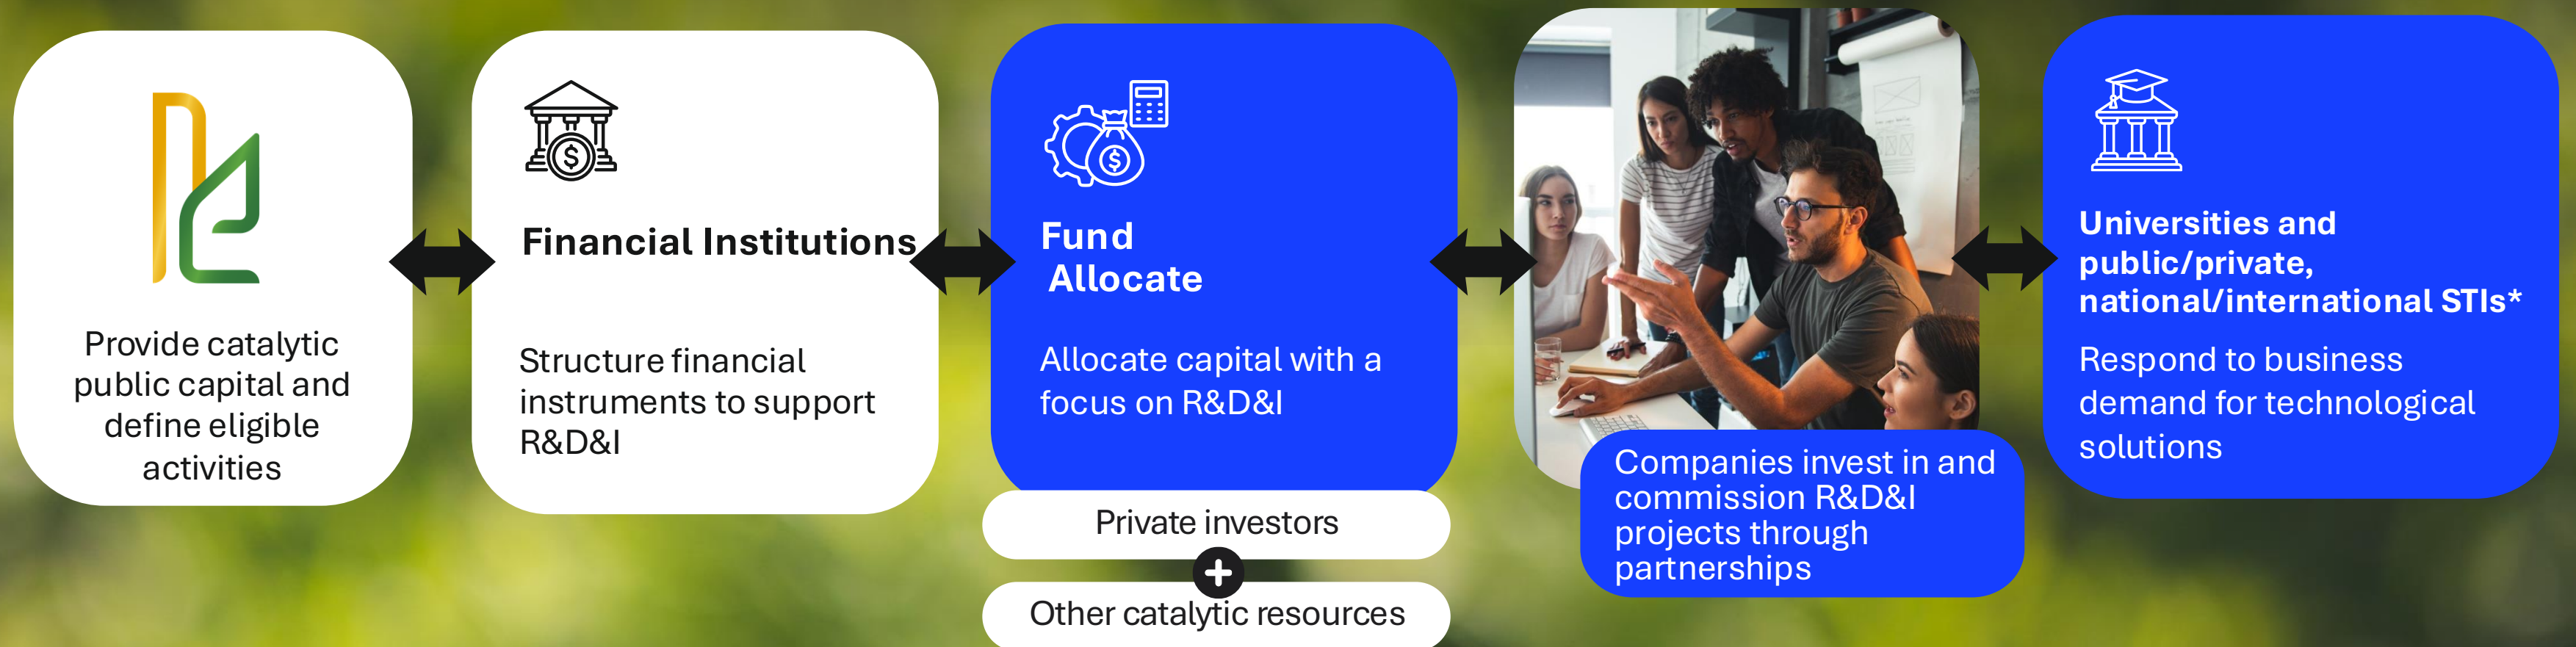 Provide catalytic
public capital and
define eligible
activities
Financial Institutions
Structure financial
instruments to support
R&D&I
Fund
Allocate
Allocate capital with a
focus on R&D&I
Private investors
+
Other catalytic resources
Companies invest in and
commission R&D&I
projects through
partnerships
Universities and
public/private,
national/international STIs*
Respond to business
demand for technological
solutions